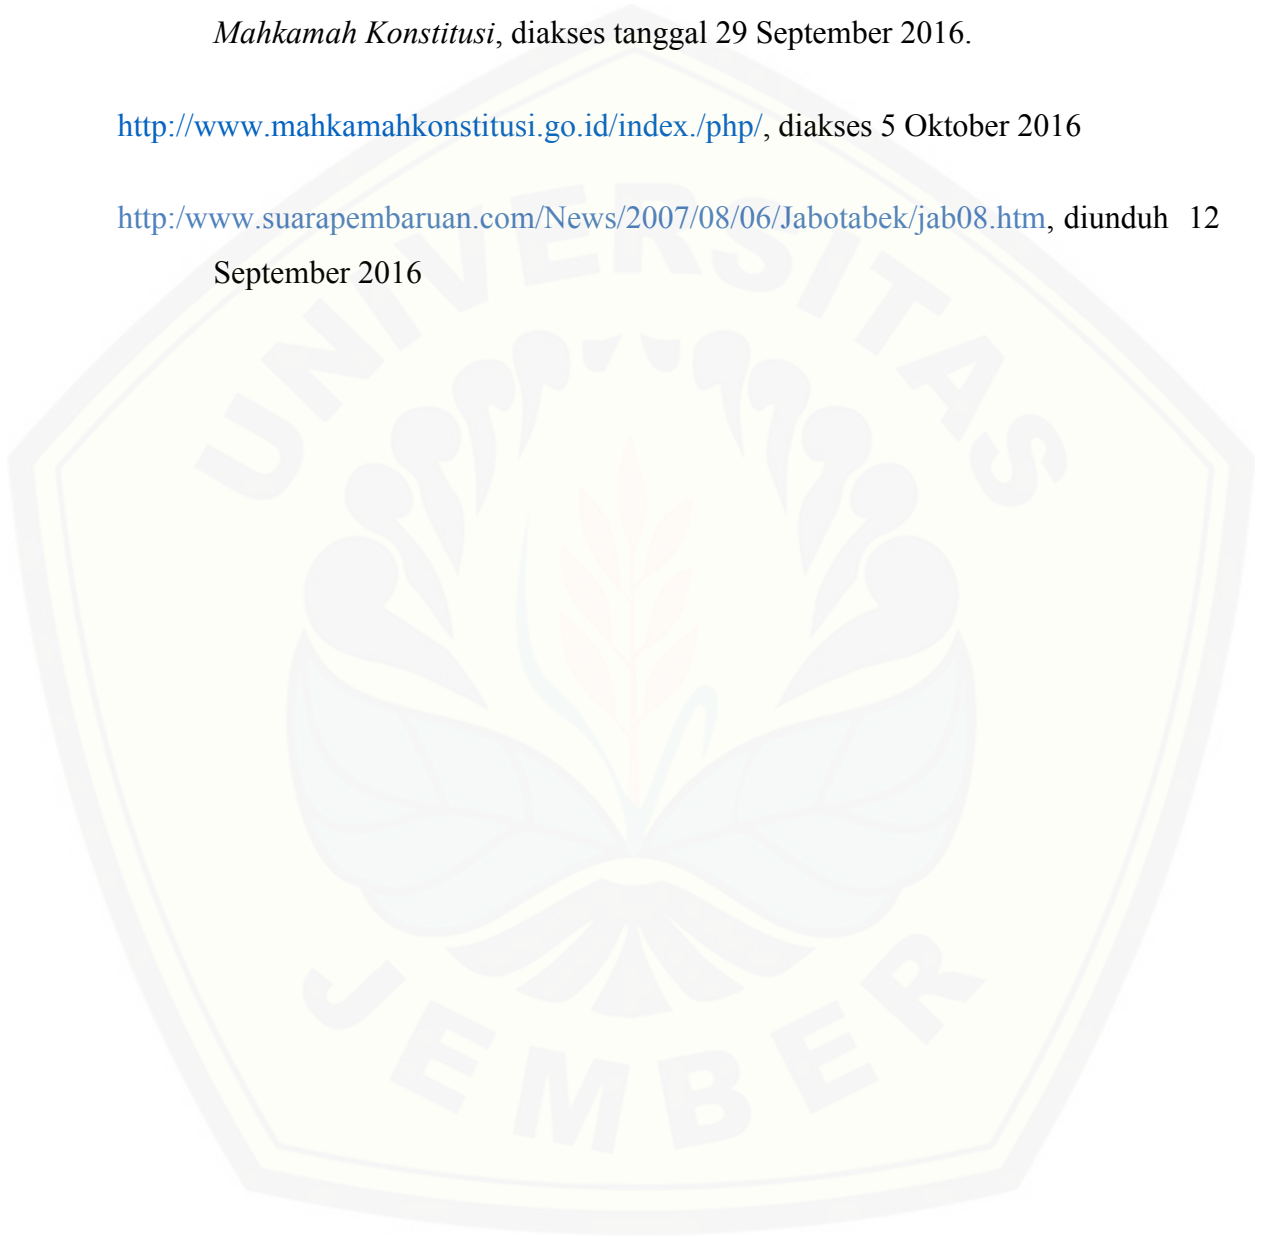 Mahkamah Konstitusi, diakses tanggal 29 September 2016.
http://www.mahkamahkonstitusi.go.id/index./php/, diakses 5 Oktober 2016
http:/www.suarapembaruan.com/News/2007/08/06/Jabotabek/jab08.htm, diunduh 12
September 2016
UNIVERSITAS
JEMBER